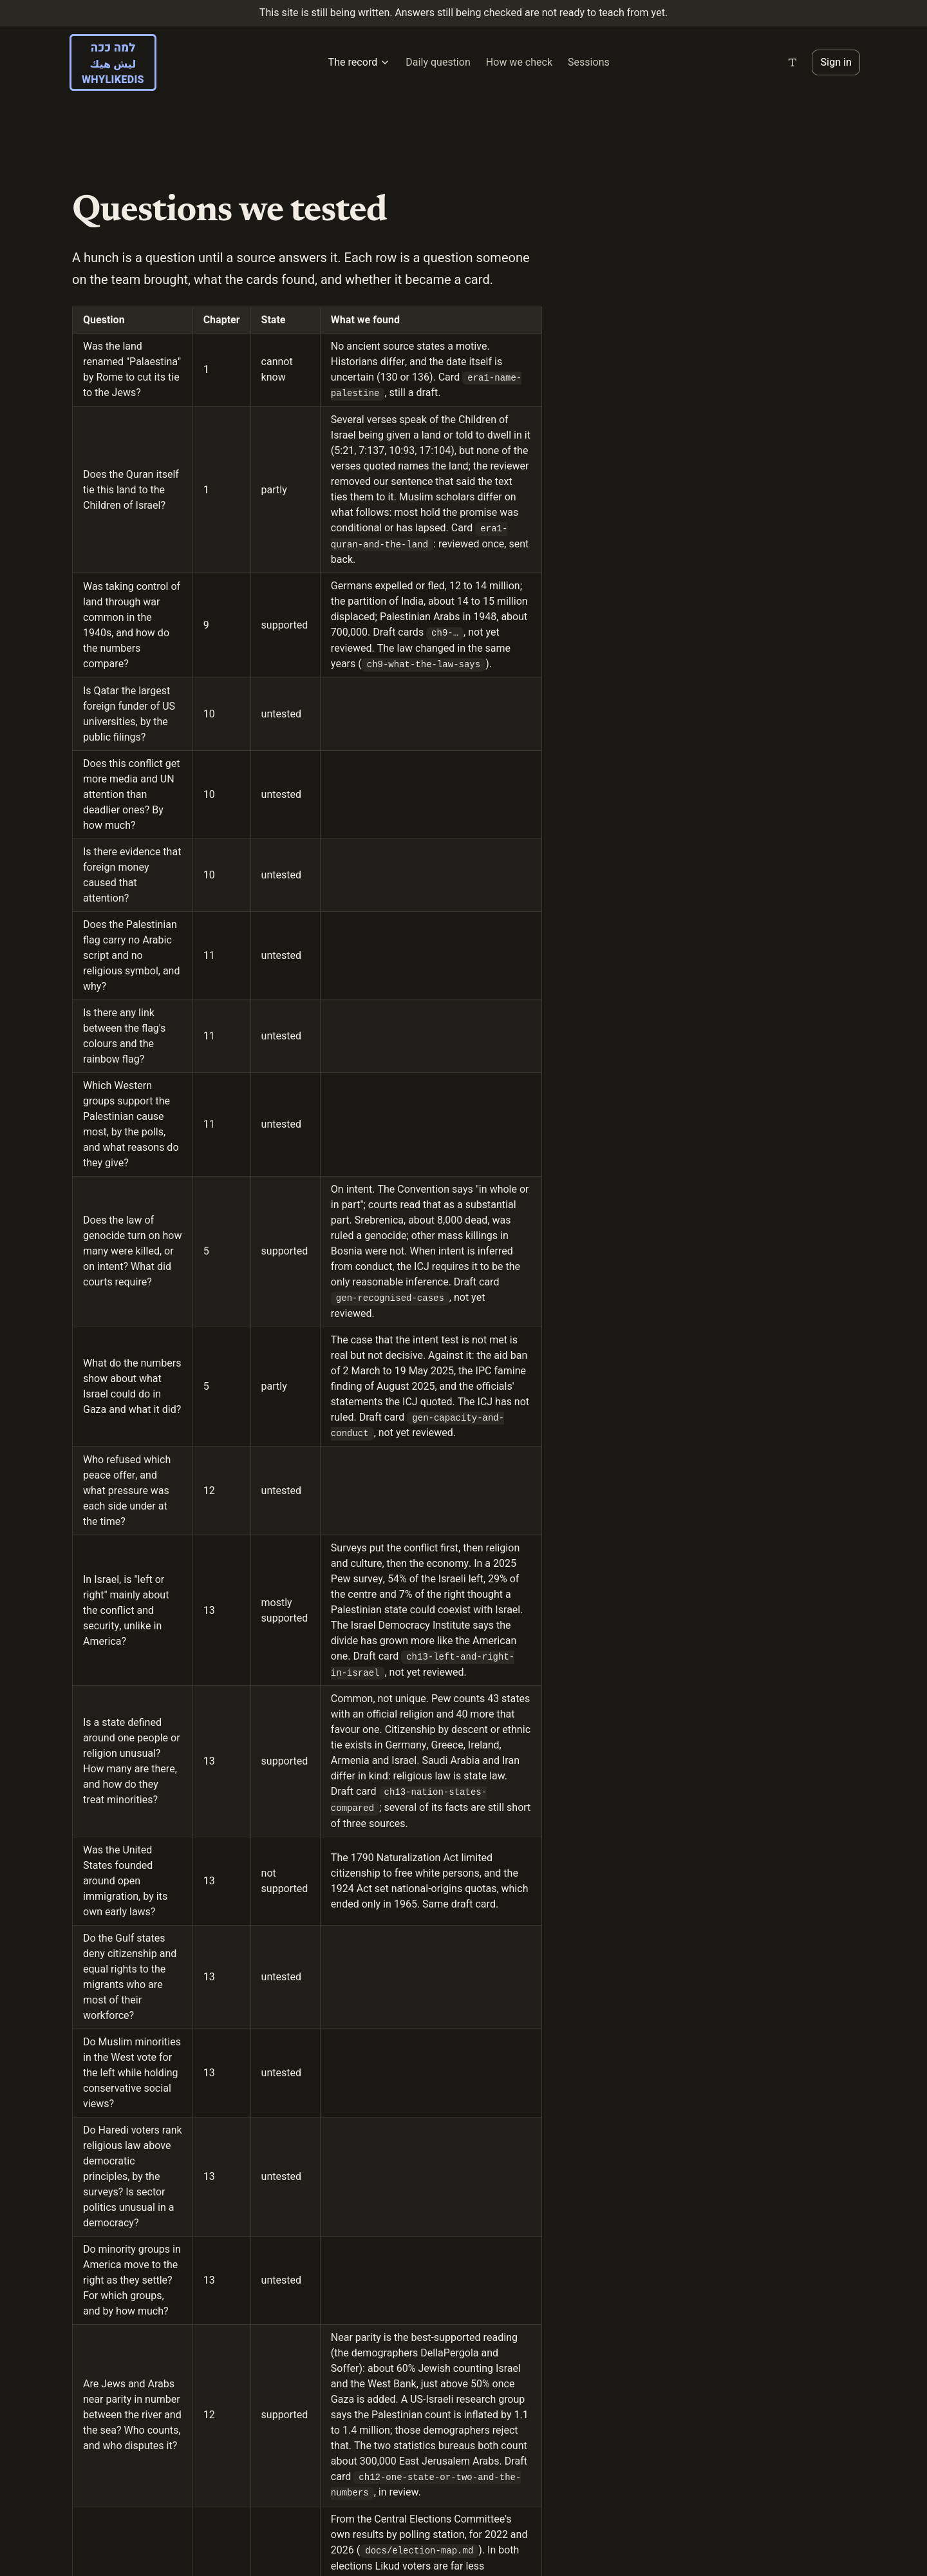 This site is still being written. Answers still being checked are not ready to teach from yet.
למה ככה
ليش هيك
WHYLIKEDIS
The record
Daily question
How we check
Sessions
T
Sign in
Questions we tested
A hunch is a question until a source answers it. Each row is a question someone
on the team brought, what the cards found, and whether it became a card.
Question
Chapter
State
What we found
Was the land
renamed "Palaestina"
by Rome to cut its tie
to the Jews?
1
cannot
know
No ancient source states a motive.
Historians differ, and the date itself is
uncertain (130 or 136). Card era1-name-
palestine, still a draft.
Does the Quran itself
tie this land to the
Children of Israel?
1
partly
Several verses speak of the Children of
Israel being given a land or told to dwell in it
(5:21, 7:137, 10:93, 17:104), but none of the
verses quoted names the land; the reviewer
removed our sentence that said the text
ties them to it. Muslim scholars differ on
what follows: most hold the promise was
conditional or has lapsed. Card era1-
quran-and-the-land: reviewed once, sent
back.
Was taking control of
land through war
common in the
1940s, and how do
the numbers
compare?
9
supported
Germans expelled or fled, 12 to 14 million;
the partition of India, about 14 to 15 million
displaced; Palestinian Arabs in 1948, about
700,000. Draft cards ch9-…, not yet
reviewed. The law changed in the same
years (ch9-what-the-law-says).
Is Qatar the largest
foreign funder of US
universities, by the
public filings?
10
untested
Does this conflict get
more media and UN
attention than
deadlier ones? By
how much?
10
untested
Is there evidence that
foreign money
caused that
attention?
10
untested
Does the Palestinian
flag carry no Arabic
script and no
religious symbol, and
why?
11
untested
Is there any link
between the flag's
colours and the
rainbow flag?
11
untested
Which Western
groups support the
Palestinian cause
most, by the polls,
and what reasons do
they give?
11
untested
Does the law of
genocide turn on how
many were killed, or
on intent? What did
courts require?
5
supported
On intent. The Convention says "in whole or
in part"; courts read that as a substantial
part. Srebrenica, about 8,000 dead, was
ruled a genocide; other mass killings in
Bosnia were not. When intent is inferred
from conduct, the ICJ requires it to be the
only reasonable inference. Draft card
gen-recognised-cases, not yet
reviewed.
What do the numbers
show about what
Israel could do in
Gaza and what it did?
5
partly
The case that the intent test is not met is
real but not decisive. Against it: the aid ban
of 2 March to 19 May 2025, the IPC famine
finding of August 2025, and the officials'
statements the ICJ quoted. The ICJ has not
ruled. Draft card gen-capacity-and-
conduct, not yet reviewed.
Who refused which
peace offer, and
what pressure was
each side under at
the time?
12
untested
In Israel, is "left or
right" mainly about
the conflict and
security, unlike in
America?
13
mostly
supported
Surveys put the conflict first, then religion
and culture, then the economy. In a 2025
Pew survey, 54% of the Israeli left, 29% of
the centre and 7% of the right thought a
Palestinian state could coexist with Israel.
The Israel Democracy Institute says the
divide has grown more like the American
one. Draft card ch13-left-and-right-
in-israel, not yet reviewed.
Is a state defined
around one people or
religion unusual?
How many are there,
and how do they
treat minorities?
13
supported
Common, not unique. Pew counts 43 states
with an official religion and 40 more that
favour one. Citizenship by descent or ethnic
tie exists in Germany, Greece, Ireland,
Armenia and Israel. Saudi Arabia and Iran
differ in kind: religious law is state law.
Draft card ch13-nation-states-
compared; several of its facts are still short
of three sources.
Was the United
States founded
around open
immigration, by its
own early laws?
13
not
supported
The 1790 Naturalization Act limited
citizenship to free white persons, and the
1924 Act set national-origins quotas, which
ended only in 1965. Same draft card.
Do the Gulf states
deny citizenship and
equal rights to the
migrants who are
most of their
workforce?
13
untested
Do Muslim minorities
in the West vote for
the left while holding
conservative social
views?
13
untested
Do Haredi voters rank
religious law above
democratic
principles, by the
surveys? Is sector
politics unusual in a
democracy?
13
untested
Do minority groups in
America move to the
right as they settle?
For which groups,
and by how much?
13
untested
Are Jews and Arabs
near parity in number
between the river and
the sea? Who counts,
and who disputes it?
12
supported
Near parity is the best-supported reading
(the demographers DellaPergola and
Soffer): about 60% Jewish counting Israel
and the West Bank, just above 50% once
Gaza is added. A US-Israeli research group
says the Palestinian count is inflated by 1.1
to 1.4 million; those demographers reject
that. The two statistics bureaus both count
about 300,000 East Jerusalem Arabs. Draft
card ch12-one-state-or-two-and-the-
numbers, in review.
From the Central Elections Committee's
own results by polling station, for 2022 and
2026 (docs/election-map.md). In both
elections Likud voters are far less